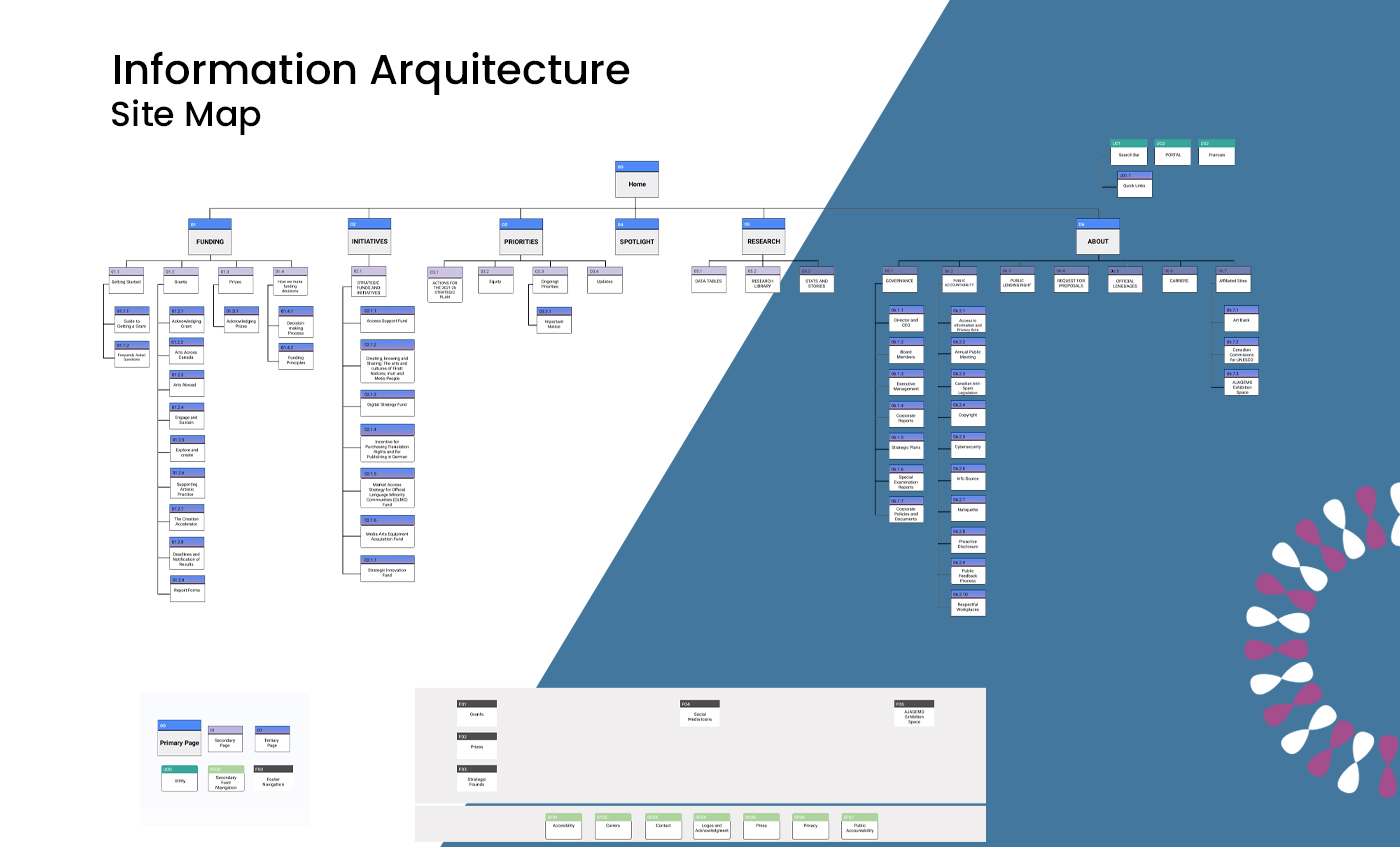 Information Arquitecture
Site Map
U01
Search Bar
U02
PORTAL
U03
Francais
U01.1
Quick Links
00
Home
01
FUNDING
02
INITIATIVES
03
PRIORITIES
04
SPOTLIGHT
05
RESEARCH
06
ABOUT
01.1
Getting Started
01.1.1
Guide to
Getting a Grant
01.1.2
Frequently Asked
Questions
01.2
Grants
01.2.1
Acknowledging
Grant
01.2.2
Arts Across
Canada
01.2.3
Arts Abroad
01.2.4
Engage and
Sustain
01.2.5
Explore and
create
01.2.6
Supporting
Artistic
Practice
01.2.7
The Creation
Accelerator
01.2.8
Deadlines and
Notification of
Results
01.2.9
Report Forms
01.3
Prizes
01.3.1
Acknowledging
Prizes
01.4
How we make
funding
decisions
01.4.1
Decision-
making
Process
01.4.2
Funding
Principles
02.1
STRATEGIC
FUNDS AND
INITIATIVES
02.1.1
Access Support Fund
02.1.2
Creating, knowing and
Sharing: The arts and
cultures of First
Nations, Inuit and
Metis People
02.1.3
Digital Strategy Fund
02.1.4
Incentive for
Purchasing Translation
Rights and for
Publishing in German
02.1.5
Market Access
Strategy for Official
Language Minority
Communities (OLMC)
Fund
02.1.6
Media Arts Equipment
Acquisition Fund
02.1.7
Strategic Innovation
Fund
03.1
ACTIONS FOR
THE 2021-26
STRATEGIC
PLAN
03.2
Equity
03.3
Ongoingt
Priorities
03.3.1
Important
Notice
03.4
Updates
05.1
DATA TABLES
05.2
RESEARCH
LIBRARY
05.3
STATS AND
STORIES
06.1
GOVERNANCE
06.1.1
Director and
CEO
06.1.2
Board
Members
06.1.3
Executive
Management
06.1.4
Corporate
Reports
06.1.5
Strategic Plans
06.1.6
Special
Examination
Reports
06.1.7
Corporate
Policies and
Documents
06.2
PUBLIC
ACCOUNTABILITY
06.2.1
Access to
Information and
Privacy Acts
06.2.2
Annual Public
Meeting
06.2.3
Canadian Anti-
Spam
Legislation
06.2.4
Copyright
06.2.5
Cybersecurity
06.2.6
Info Source
06.2.7
Netiquette
06.2.8
Proactive
Disclosure
06.2.9
Public
Feedback
Process
06.2.10
Respectful
Workplaces
06.3
PUBLIC
LENDING RIGHT
06.4
REQUEST FOR
PROPOSALS
OFFICIAL
LENGUAGES
06.6
CARRERS
06.7
Affiliated Sites
06.7.1
Art Bank
06.7.2
Canadian
Commisions
for UNESCO
06.7.3
AJAGEMO
Exhibition
Space
00
Primary Page
01
Secondary
Page
01
Tertiary
Page
U00
Utility
SF00
Secondary
Foot
Navigation
F00
Footer
Navigation
F01
Grants
F02
Prizes
F03
Strategic
Founds
F04
Social
Media Icons
F05
AJAGEMO
Exhibition
Space
SF01
Accesibility
SF02
Careers
SF03
Contact
SF04
Logos and
Acknowledgment
SF05
Press
SF06
Privacy
SF07
Public
Accountability